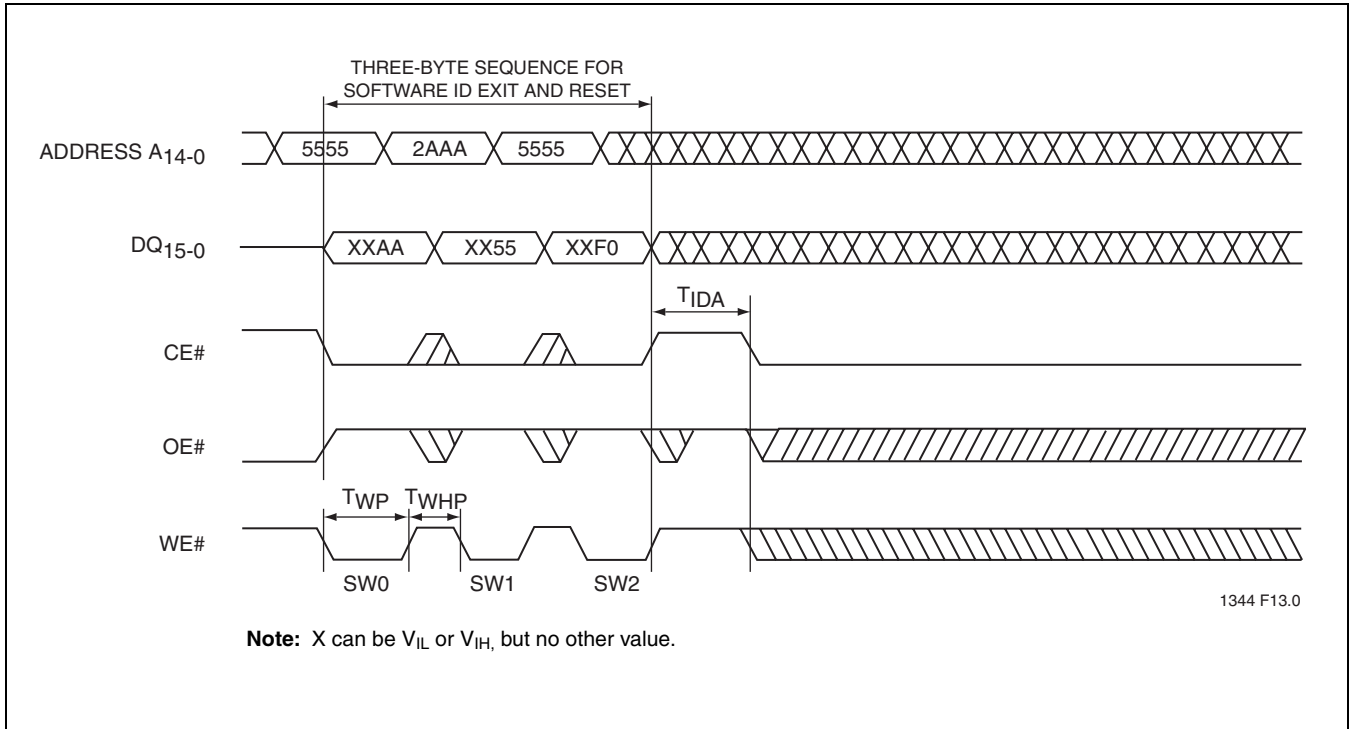 THREE-BYTE SEQUENCE FOR
SOFTWARE ID EXIT AND RESET
ADDRESS A14-0
5555
2AAA
5555
DQ15-0
XXAA
XX55
XXF0
TIDA
CE#
OE#
TWP
TWHP
WE#
SW0
SW1
SW2
1344 F13.0
Note: X can be VIL or VIH, but no other value.